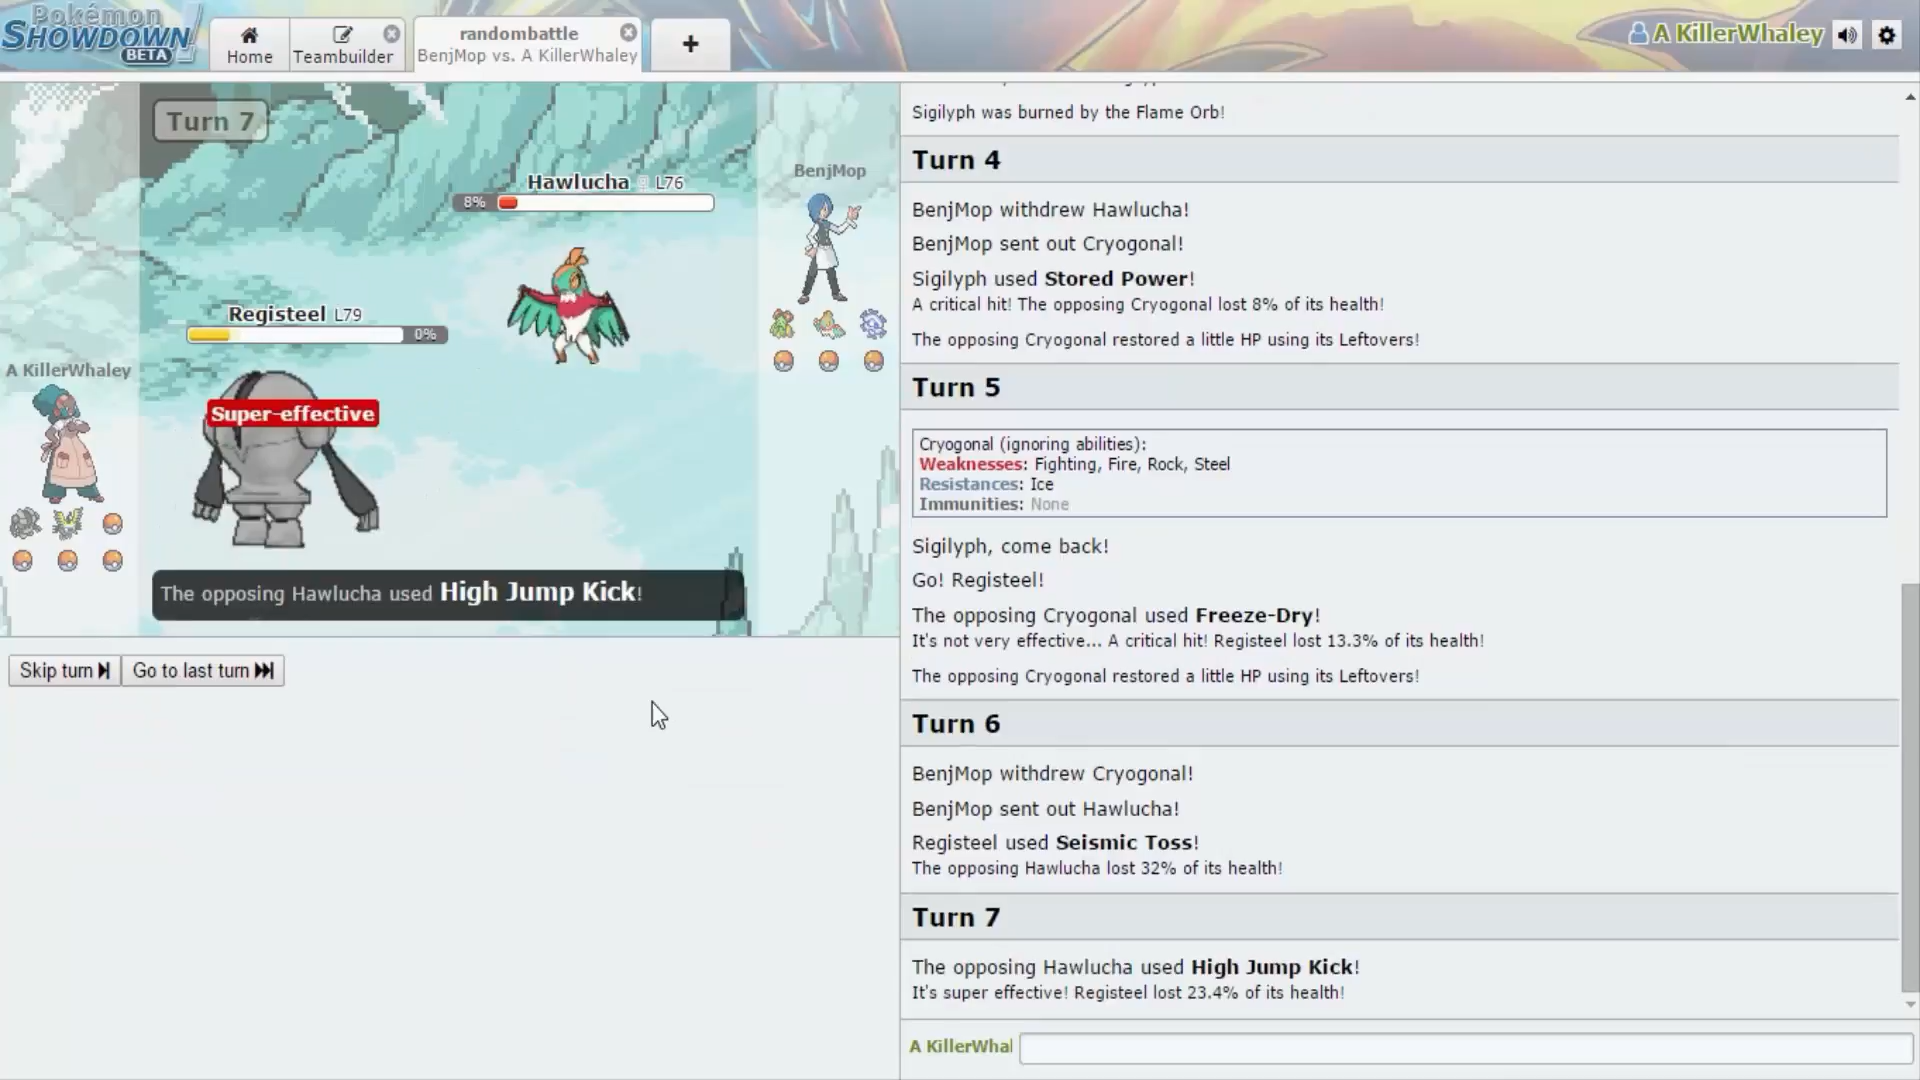 Pokémon
SHOWDOWN!
BETA
Home
Teambuilder
randombattle
BenjMop vs. A KillerWhaley
+
A KillerWhaley
Turn 7
Hawlucha L76
8%
BenjMop
Registeel L79
0%
A KillerWhaley
Super-effective
The opposing Hawlucha used High Jump Kick!
Skip turn
Go to last turn
Sigilyph was burned by the Flame Orb!
Turn 4
BenjMop withdrew Hawlucha!
BenjMop sent out Cryogonal!
Sigilyph used Stored Power!
A critical hit! The opposing Cryogonal lost 8% of its health!
The opposing Cryogonal restored a little HP using its Leftovers!
Turn 5
Cryogonal (ignoring abilities):
Weaknesses: Fighting, Fire, Rock, Steel
Resistances: Ice
Immunities: None
Sigilyph, come back!
Go! Registeel!
The opposing Cryogonal used Freeze-Dry!
It's not very effective... A critical hit! Registeel lost 13.3% of its health!
The opposing Cryogonal restored a little HP using its Leftovers!
Turn 6
BenjMop withdrew Cryogonal!
BenjMop sent out Hawlucha!
Registeel used Seismic Toss!
The opposing Hawlucha lost 32% of its health!
Turn 7
The opposing Hawlucha used High Jump Kick!
It's super effective! Registeel lost 23.4% of its health!
A KillerWhal